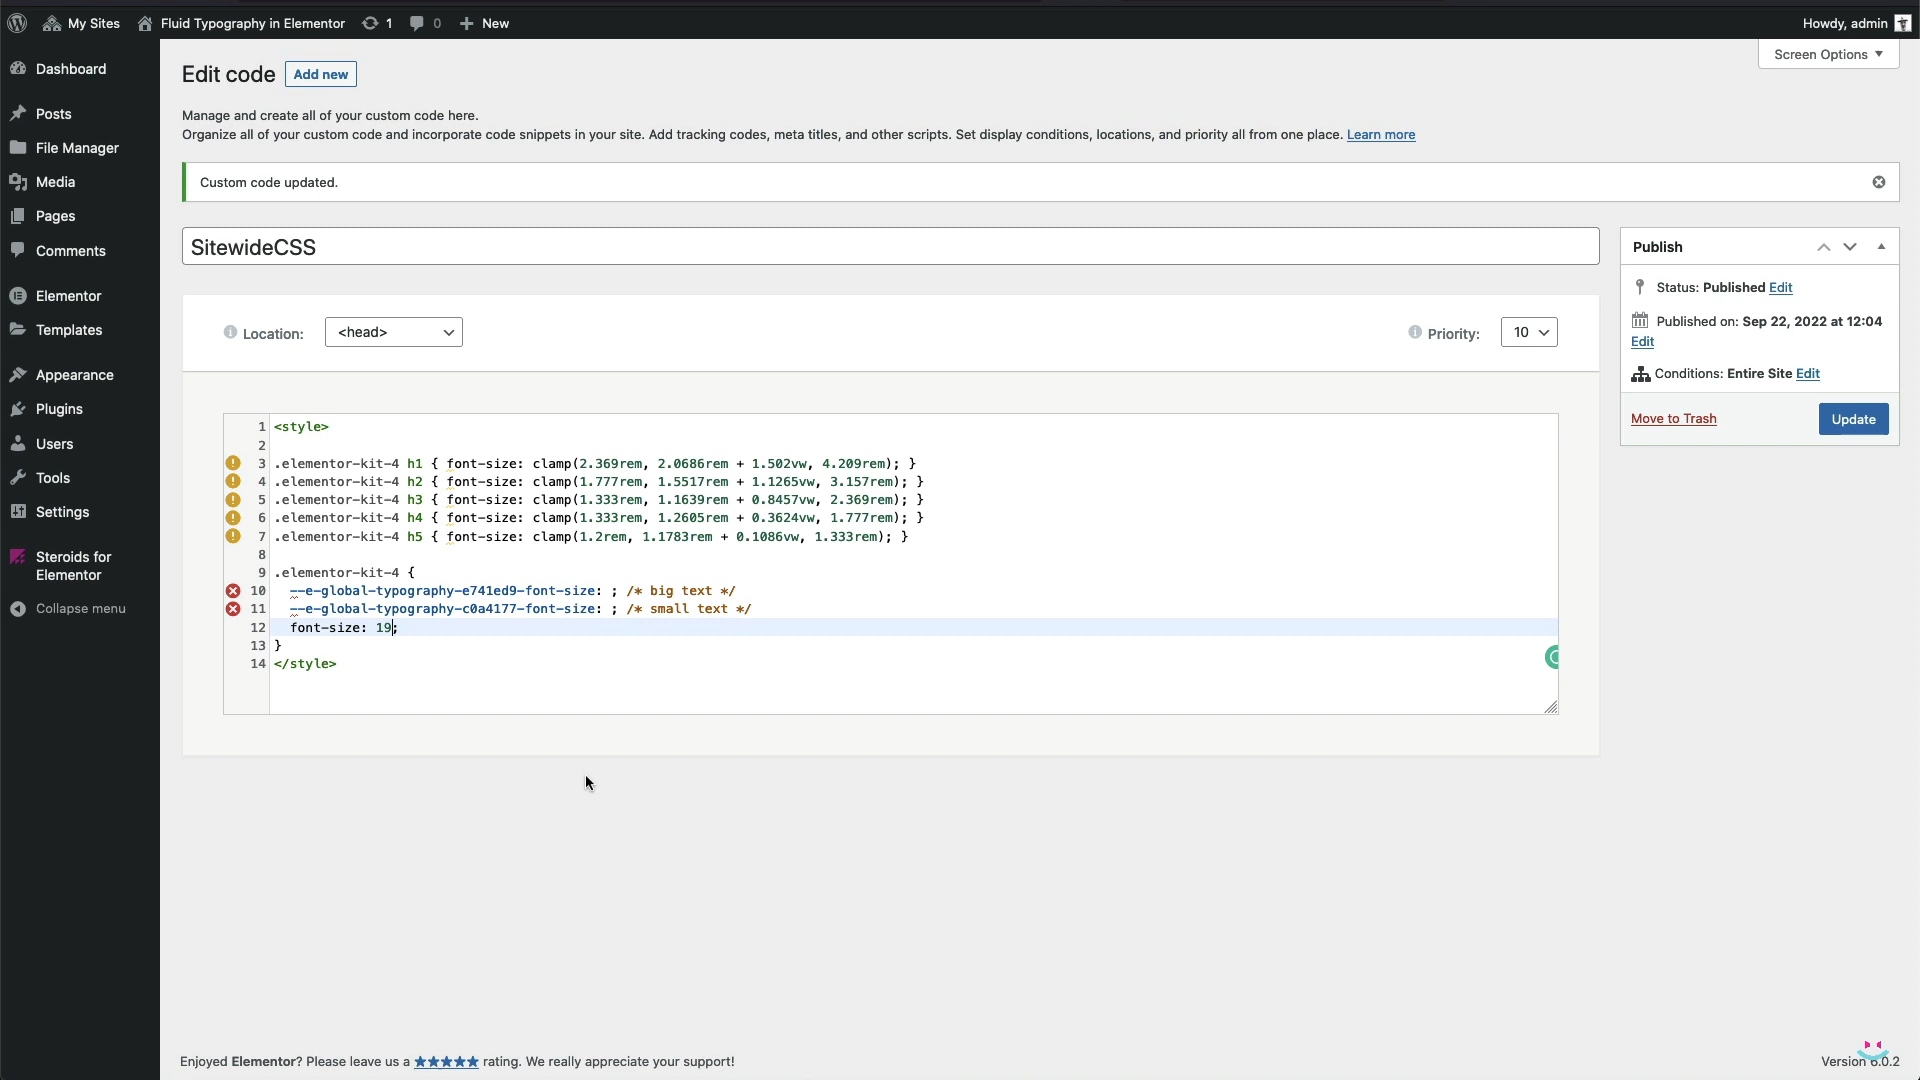 My Sites
Fluid Typography in Elementor
1
0
New
Howdy, admin
Screen Options
Dashboard
Posts
File Manager
Media
Pages
Comments
Elementor
Templates
Appearance
Plugins
Users
Tools
Settings
Steroids for
Elementor
Collapse menu
Edit code
Add new
Manage and create all of your custom code here.
Organize all of your custom code and incorporate code snippets in your site. Add tracking codes, meta titles, and other scripts. Set display conditions, locations, and priority all from one place. Learn more
Custom code updated.
SitewideCSS
Location: <head>
Priority: 10
1 <style>
2
3 .elementor-kit-4 h1 { font-size: clamp(2.369rem, 2.0686rem + 1.502vw, 4.209rem); }
4 .elementor-kit-4 h2 { font-size: clamp(1.777rem, 1.5517rem + 1.1265vw, 3.157rem); }
5 .elementor-kit-4 h3 { font-size: clamp(1.333rem, 1.1639rem + 0.8457vw, 2.369rem); }
6 .elementor-kit-4 h4 { font-size: clamp(1.333rem, 1.2605rem + 0.3624vw, 1.777rem); }
7 .elementor-kit-4 h5 { font-size: clamp(1.2rem, 1.1783rem + 0.1086vw, 1.333rem); }
8
9 .elementor-kit-4 {
10 --e-global-typography-e741ed9-font-size: ; /* big text */
11 --e-global-typography-c0a4177-font-size: ; /* small text */
12 font-size: 19;
13 }
14 </style>
Publish
Status: Published Edit
Published on: Sep 22, 2022 at 12:04
Edit
Conditions: Entire Site Edit
Move to Trash
Update
Enjoyed Elementor? Please leave us a ★★★★★ rating. We really appreciate your support!
Version 6.0.2